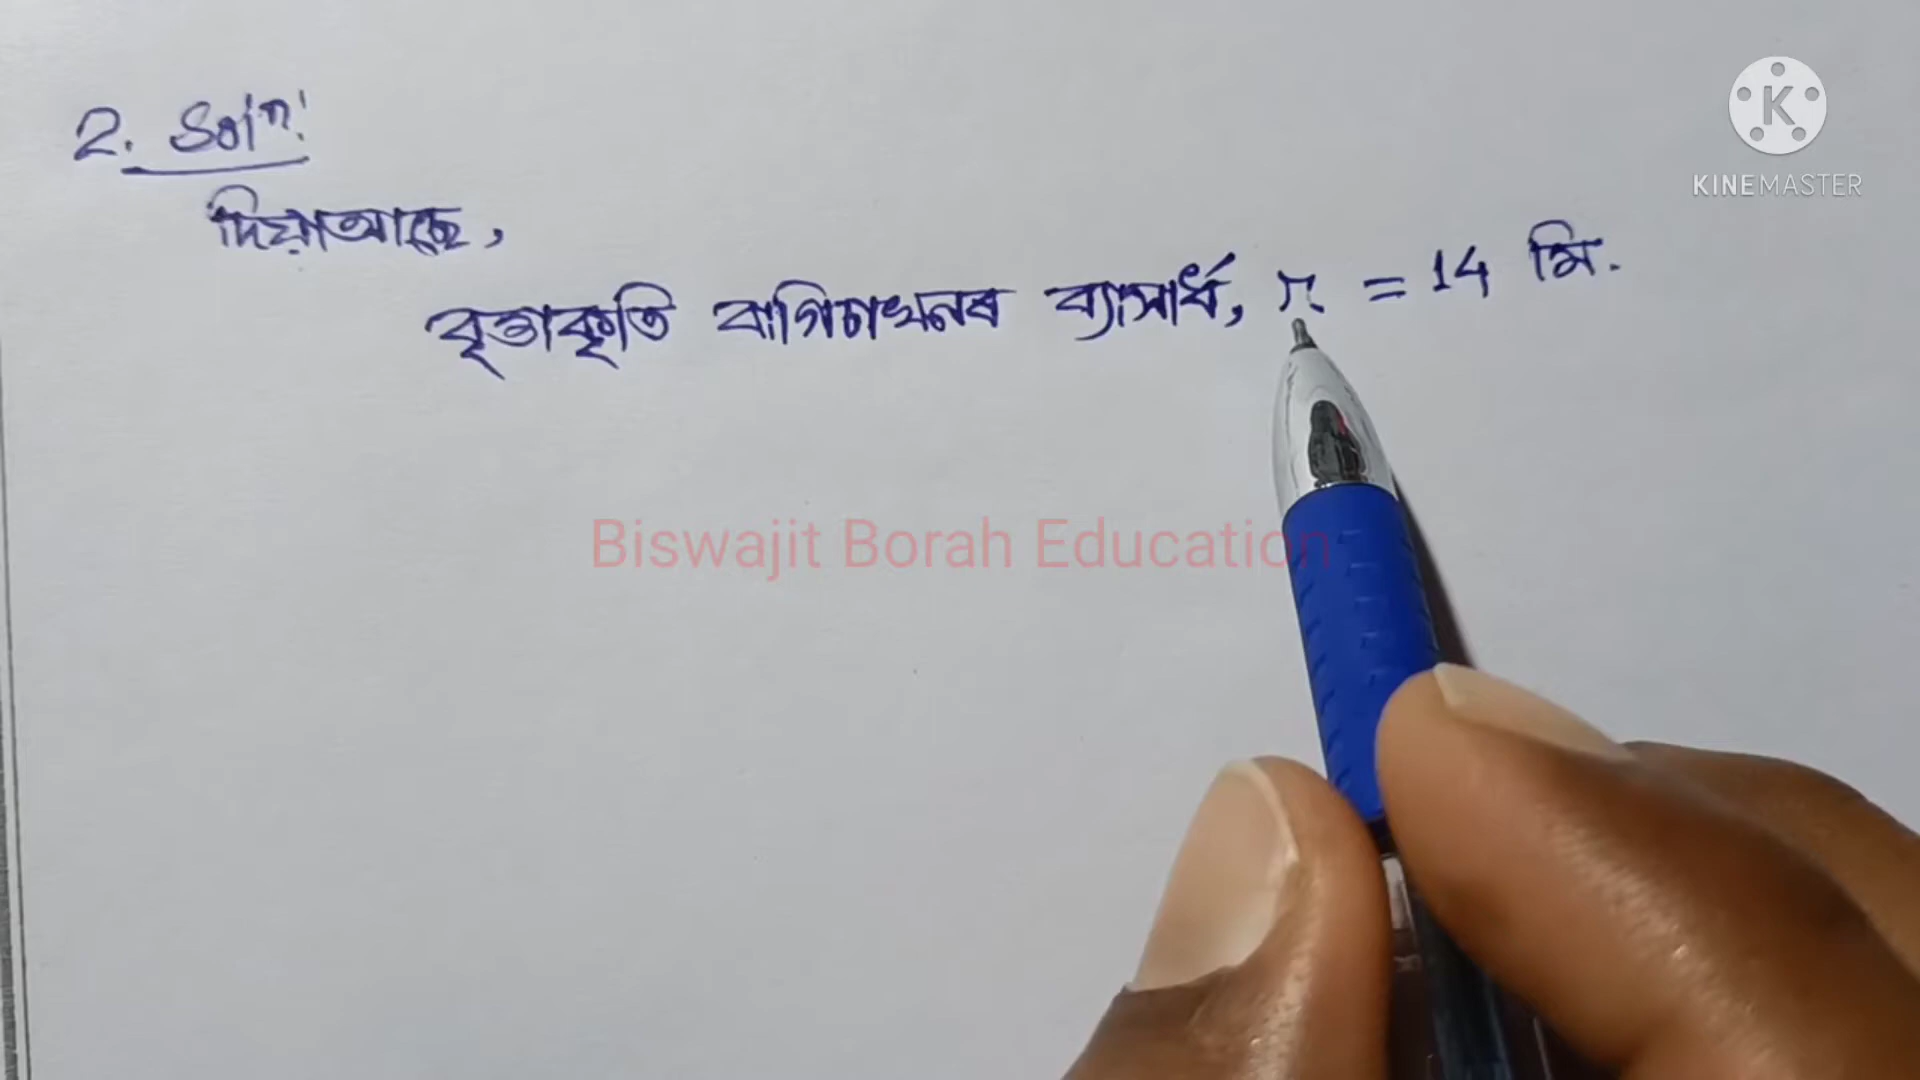 2. Solⁿ:
দিয়াআছে,
বৃত্তাকৃতি বাগিচাখনৰ ব্যাসাৰ্ধ, r = 14 মি.
KINEMASTER
Biswajit Borah Education